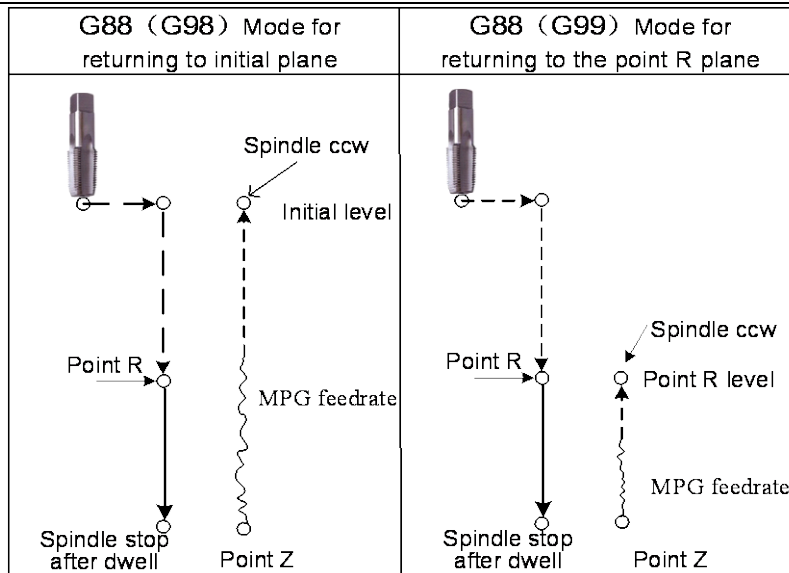 G88（G98）Mode for
returning to initial plane
Spindle ccw
Initial level
Point R
MPG feedrate
Spindle stop
after dwell
Point Z
G88（G99）Mode for
returning to the point R plane
Spindle ccw
Point R
Point R level
MPG feedrate
Spindle stop
after dwell
Point Z